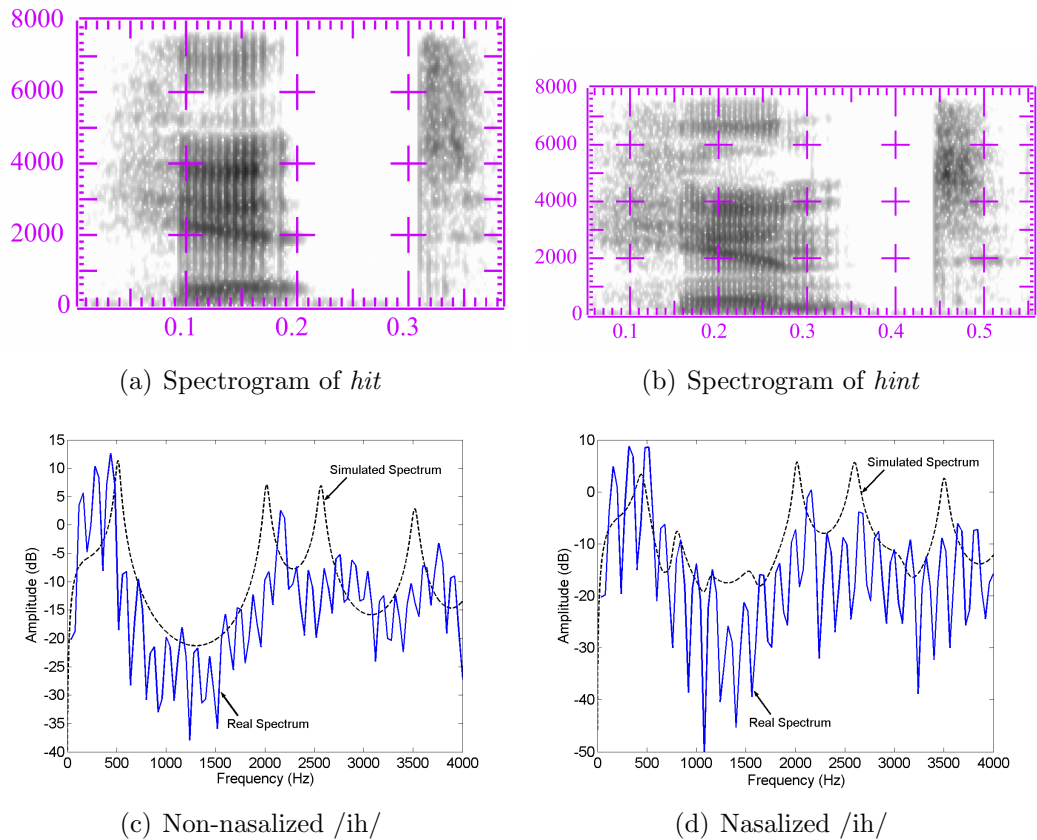 8000
6000
4000
2000
0
0.1
0.2
0.3
(a) Spectrogram of hit
8000
6000
4000
2000
0
0.1
0.2
0.3
0.4
0.5
(b) Spectrogram of hint
15
10
5
0
-5
-10
-15
-20
-25
-30
-35
-40
Amplitude (dB)
Simulated Spectrum
Real Spectrum
0 500 1000 1500 2000 2500 3000 3500 4000
Frequency (Hz)
(c) Non-nasalized /ih/
10
0
-10
-20
-30
-40
-50
Amplitude (dB)
Simulated Spectrum
Real Spectrum
0 500 1000 1500 2000 2500 3000 3500 4000
Frequency (Hz)
(d) Nasalized /ih/